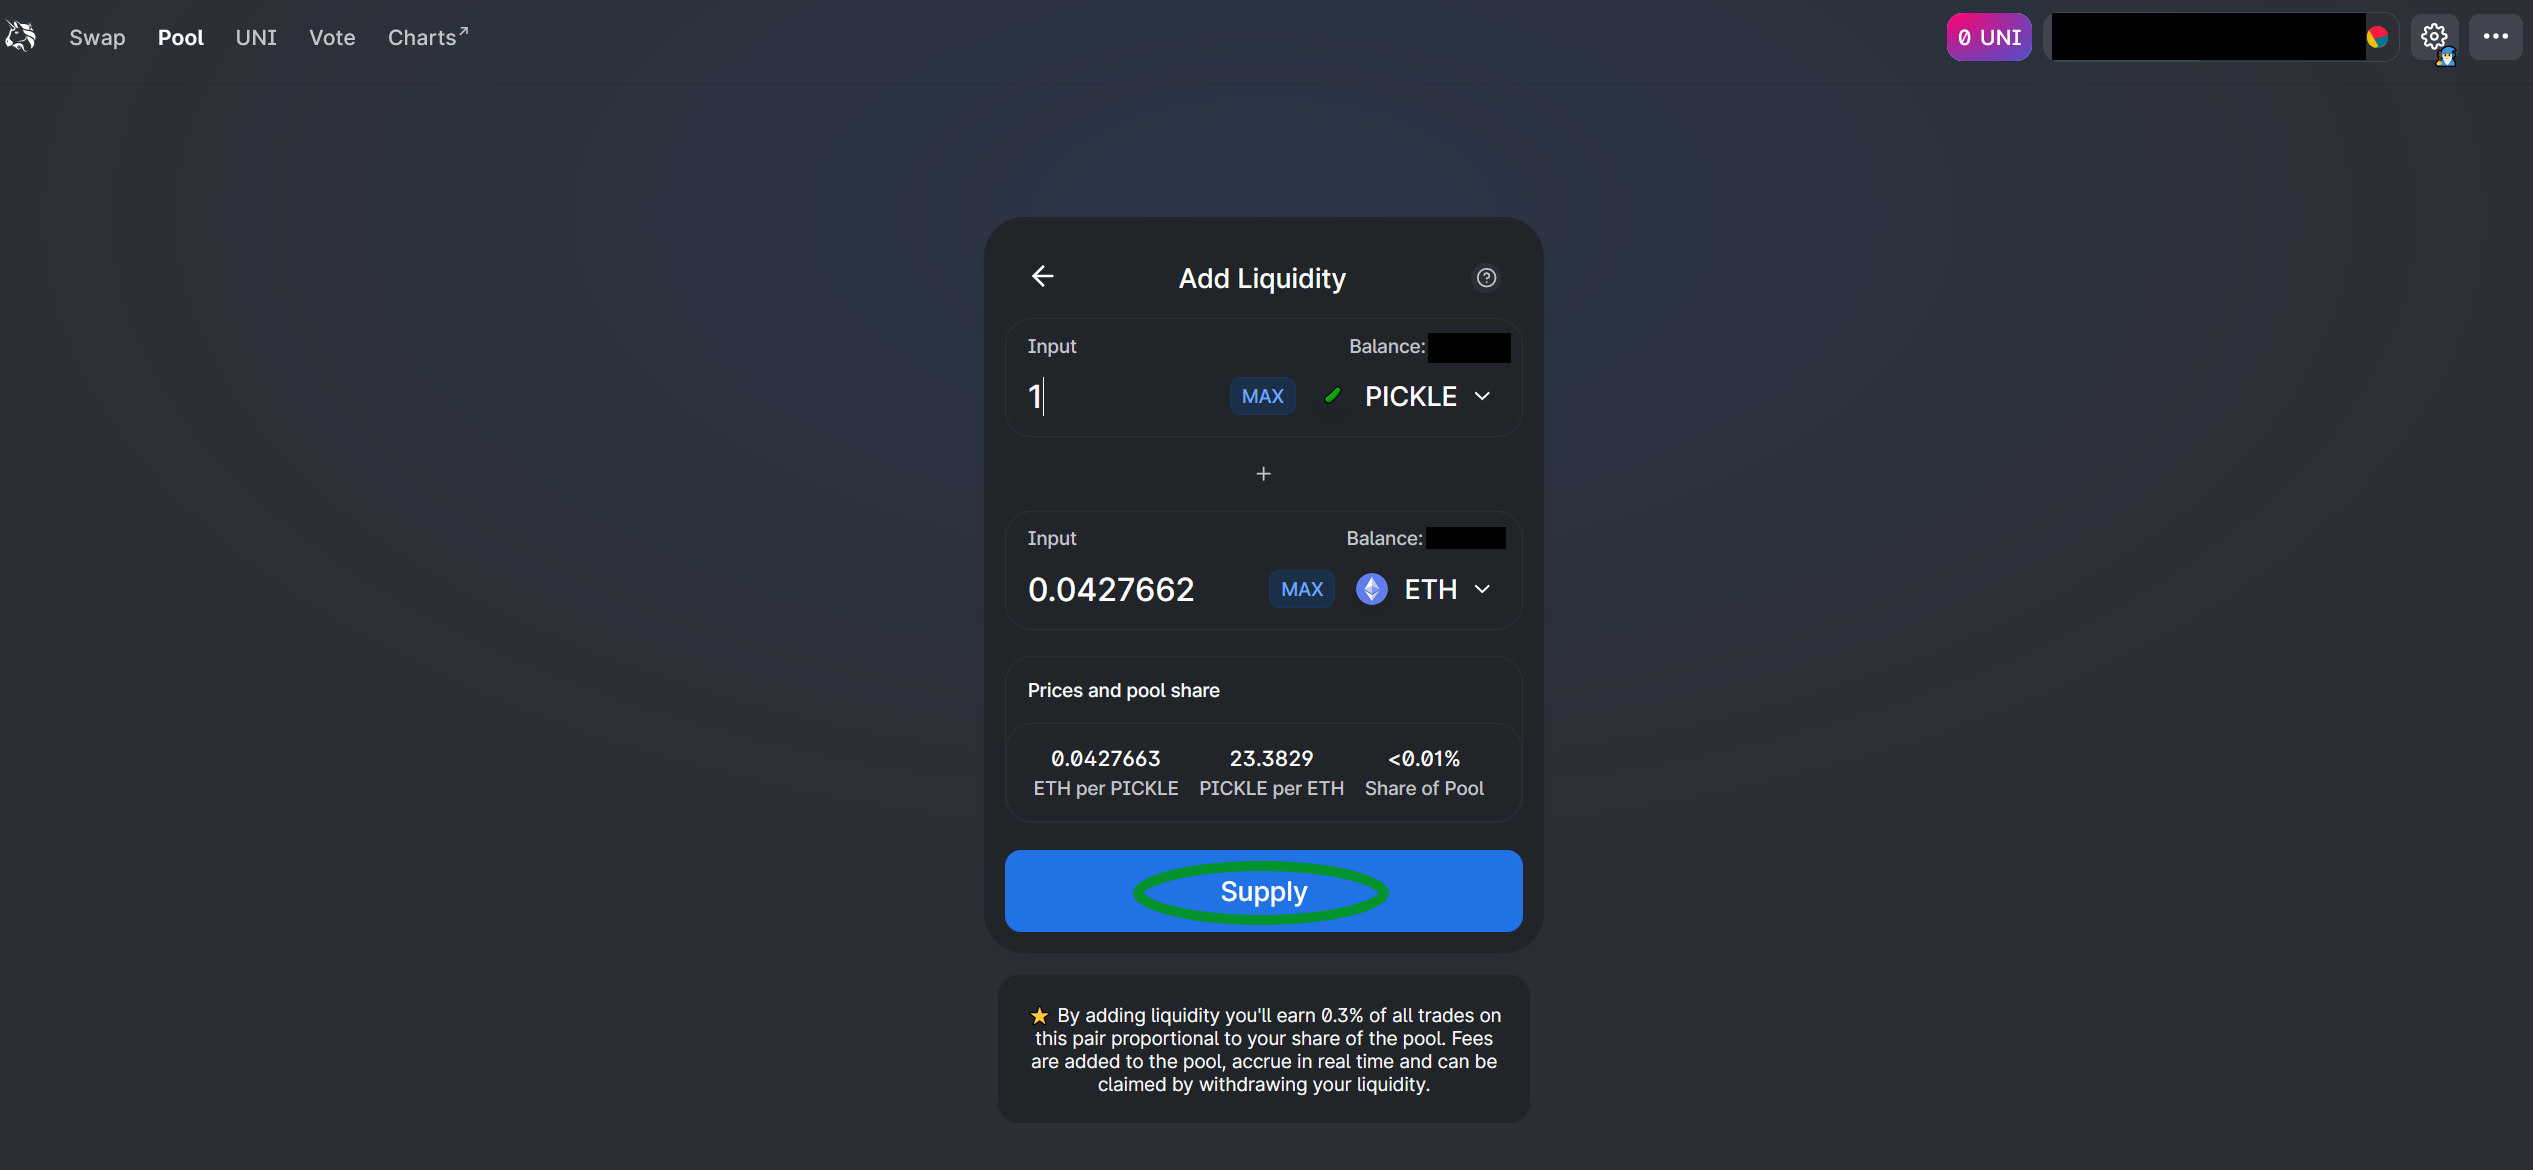 Swap Pool UNI Vote Charts↗ 0 UNI
Add Liquidity
Input Balance:
1 MAX PICKLE
+
Input Balance:
0.0427662 MAX ETH
Prices and pool share
0.0427663 23.3829 <0.01%
ETH per PICKLE PICKLE per ETH Share of Pool
Supply
⭐ By adding liquidity you'll earn 0.3% of all trades on
this pair proportional to your share of the pool. Fees
are added to the pool, accrue in real time and can be
claimed by withdrawing your liquidity.